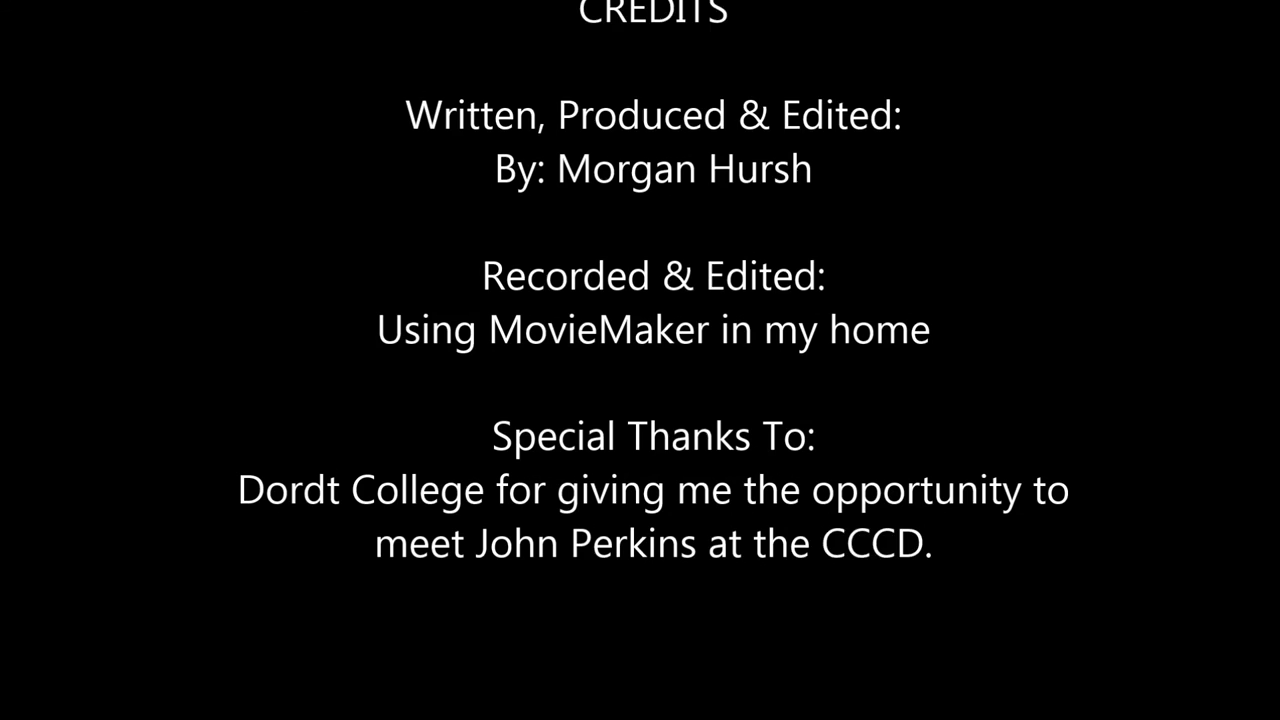 CREDITS
Written, Produced & Edited:
By: Morgan Hursh
Recorded & Edited:
Using MovieMaker in my home
Special Thanks To:
Dordt College for giving me the opportunity to
meet John Perkins at the CCCD.